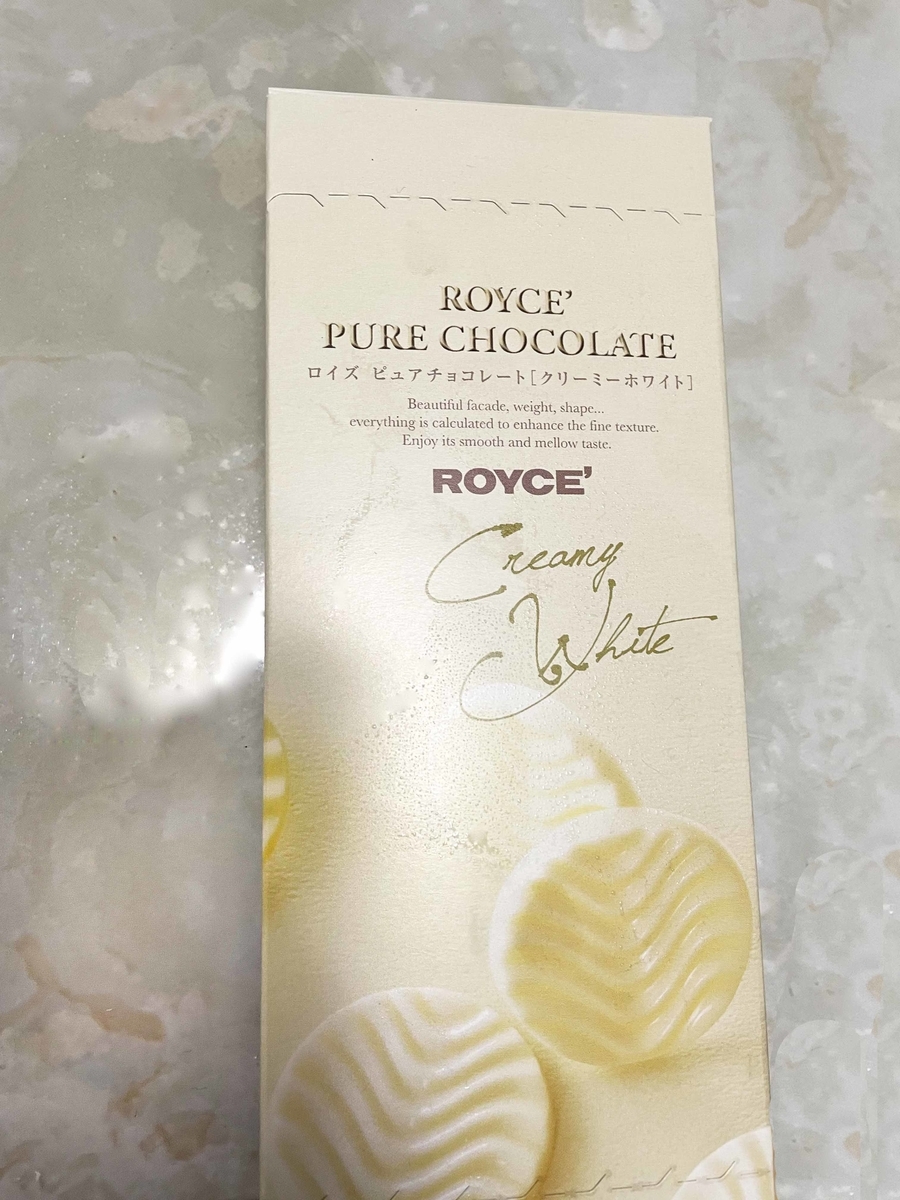 ROYCE'
PURE CHOCOLATE
ロイズ ピュアチョコレート[クリーミーホワイト]
Beautiful facade, weight, shape...
everything is calculated to enhance the fine texture.
Enjoy its smooth and mellow taste.
ROYCE'
Creamy
White